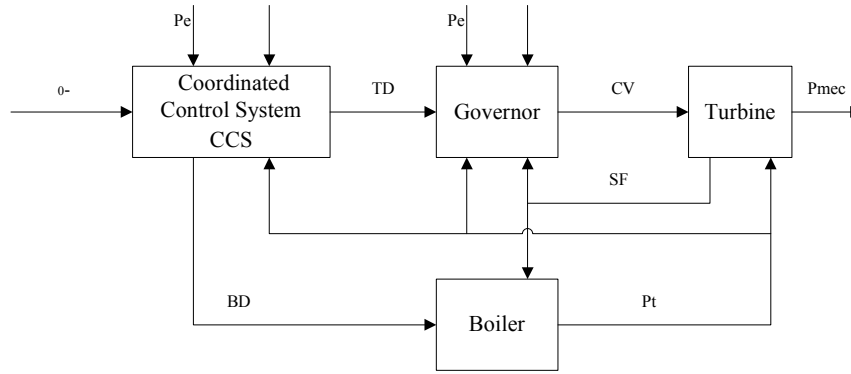 Pe
Pe
0-
Coordinated
Control System
CCS
TD
Governor
CV
Turbine
Pmec
SF
BD
Boiler
Pt